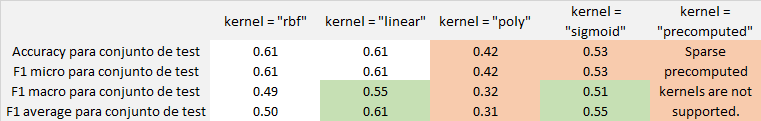 kernel = "rbf" kernel = "linear" kernel = "poly" kernel = "sigmoid" kernel = "precomputed"
Accuracy para conjunto de test 0.61 0.61 0.42 0.53 Sparse
F1 micro para conjunto de test 0.61 0.61 0.42 0.53 precomputed
F1 macro para conjunto de test 0.49 0.55 0.32 0.51 kernels are not
F1 average para conjunto de test 0.50 0.61 0.31 0.55 supported.